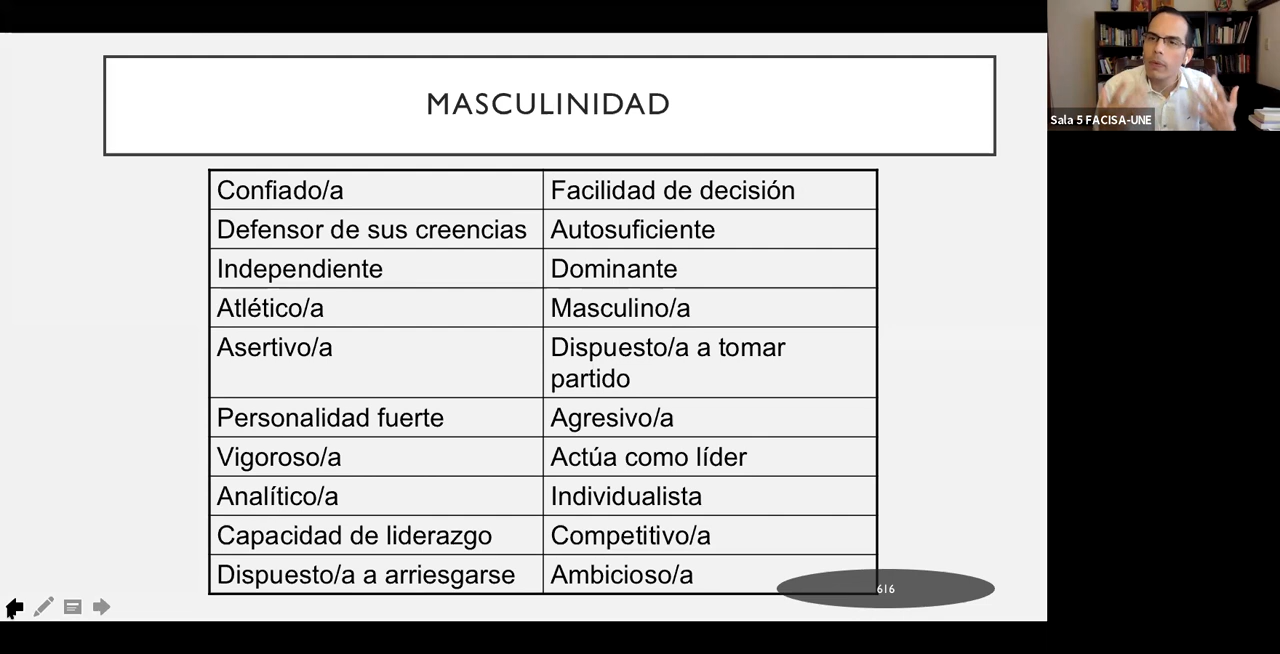 MASCULINIDAD
Sala 5 FACISA-UNE
Confiado/a
Facilidad de decisión
Defensor de sus creencias
Autosuficiente
Independiente
Dominante
Atlético/a
Masculino/a
Asertivo/a
Dispuesto/a a tomar
partido
Personalidad fuerte
Agresivo/a
Vigoroso/a
Actúa como líder
Analítico/a
Individualista
Capacidad de liderazgo
Competitivo/a
Dispuesto/a a arriesgarse
Ambicioso/a
616